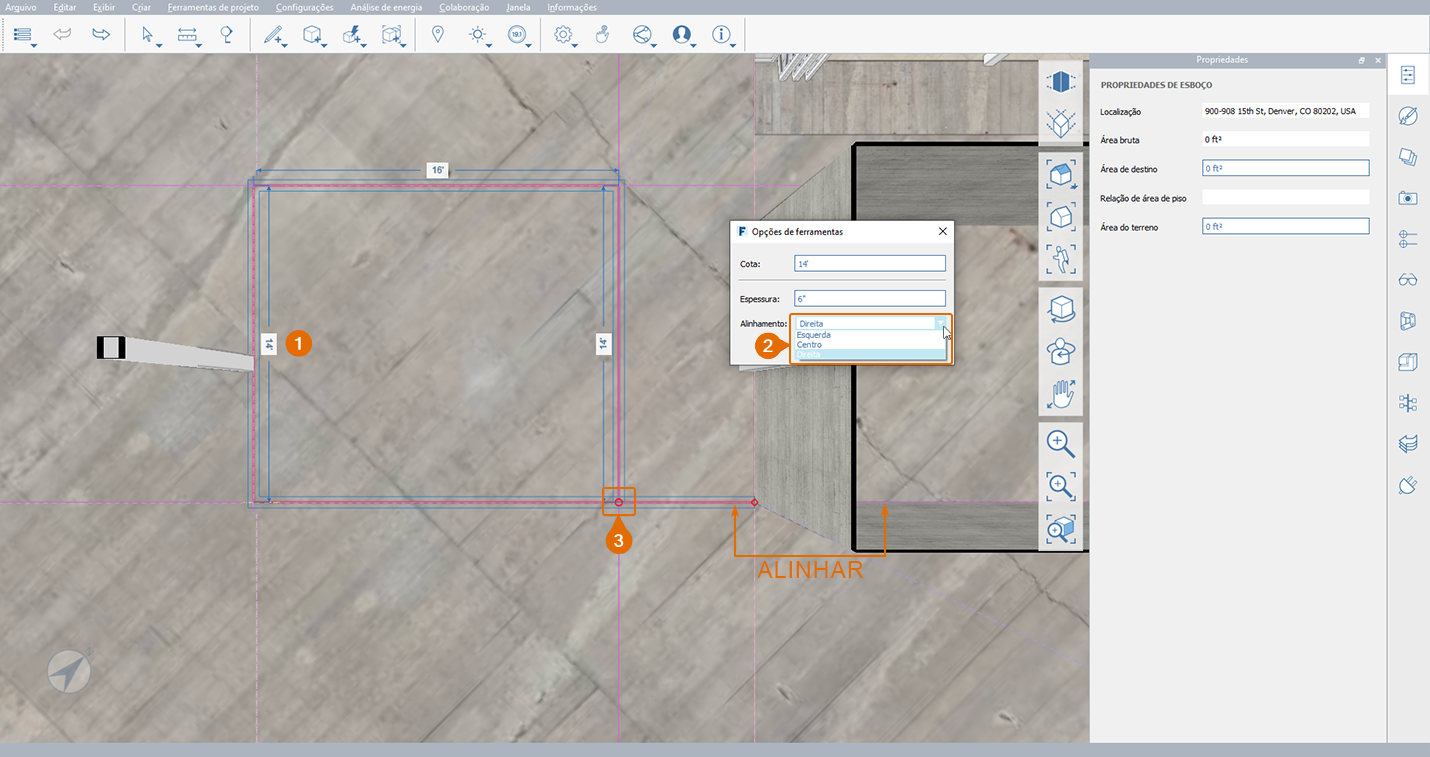 Arquivo Editar Exibir Criar Ferramentas de projeto Configurações Análise de energia Colaboração Janela Informações
19.1
Propriedades
PROPRIEDADES DE ESBOÇO
Localização 900-908 15th St, Denver, CO 80202, USA
Área bruta 0 ft²
Área de destino 0 ft²
Relação de área de piso
Área do terreno 0 ft²
16'
14'
1
14'
F Opções de ferramentas
Cota: 14'
Espessura: 6"
Alinhamento: Direita
Esquerda
Centro
Direita
2
3
ALINHAR